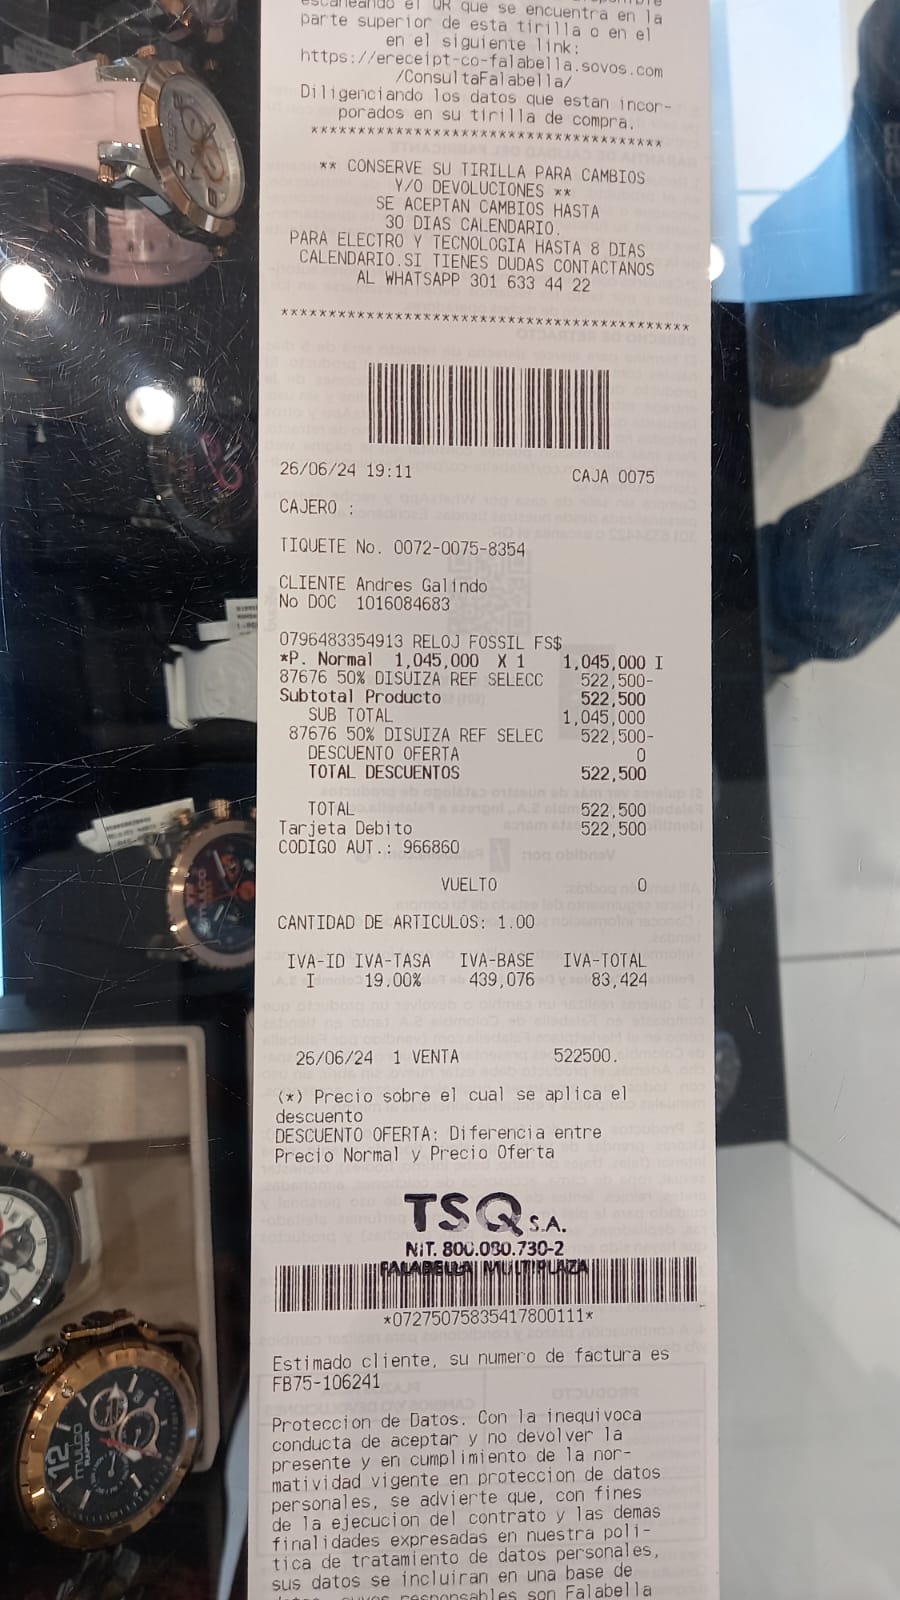 escaneando el QR que se encuentra en la
parte superior de esta tirilla o en el
en el siguiente link:
https://ereceipt-co-falabella.sovos.com
/ConsultaFalabella/
Diligenciando los datos que estan incor-
porados en su tirilla de compra.
*************************************
** CONSERVE SU TIRILLA PARA CAMBIOS
Y/O DEVOLUCIONES **
SE ACEPTAN CAMBIOS HASTA
30 DIAS CALENDARIO.
PARA ELECTRO Y TECNOLOGIA HASTA 8 DIAS
CALENDARIO.SI TIENES DUDAS CONTACTANOS
AL WHATSAPP 301 633 44 22
*******************************************
26/06/24 19:11 CAJA 0075
CAJERO :
TIQUETE No. 0072-0075-8354
CLIENTE Andres Galindo
No DOC 1016084683
0796483354913 RELOJ FOSSIL FS$
*P. Normal 1,045,000 X 1 1,045,000 I
87676 50% DISUIZA REF SELECC 522,500-
Subtotal Producto 522,500
SUB TOTAL 1,045,000
87676 50% DISUIZA REF SELEC 522,500-
DESCUENTO OFERTA 0
TOTAL DESCUENTOS 522,500
TOTAL 522,500
Tarjeta Debito 522,500
CODIGO AUT.: 966860
VUELTO 0
CANTIDAD DE ARTICULOS: 1.00
IVA-ID IVA-TASA IVA-BASE IVA-TOTAL
I 19.00% 439,076 83,424
26/06/24 1 VENTA 522500.
(*) Precio sobre el cual se aplica el
descuento
DESCUENTO OFERTA: Diferencia entre
Precio Normal y Precio Oferta
TSQ S.A.
NIT. 800.080.730-2
FALABELLA MULTIPLAZA
*07275075835417800111*
Estimado cliente, su numero de factura es
FB75-106241
Proteccion de Datos. Con la inequivoca
conducta de aceptar y no devolver la
presente y en cumplimiento de la nor-
matividad vigente en proteccion de datos
personales, se advierte que, con fines
de la ejecucion del contrato y las demas
finalidades expresadas en nuestra poli-
tica de tratamiento de datos personales,
sus datos se incluiran en una base de
responsables son Falabella
12
MULCO
RAPTOR